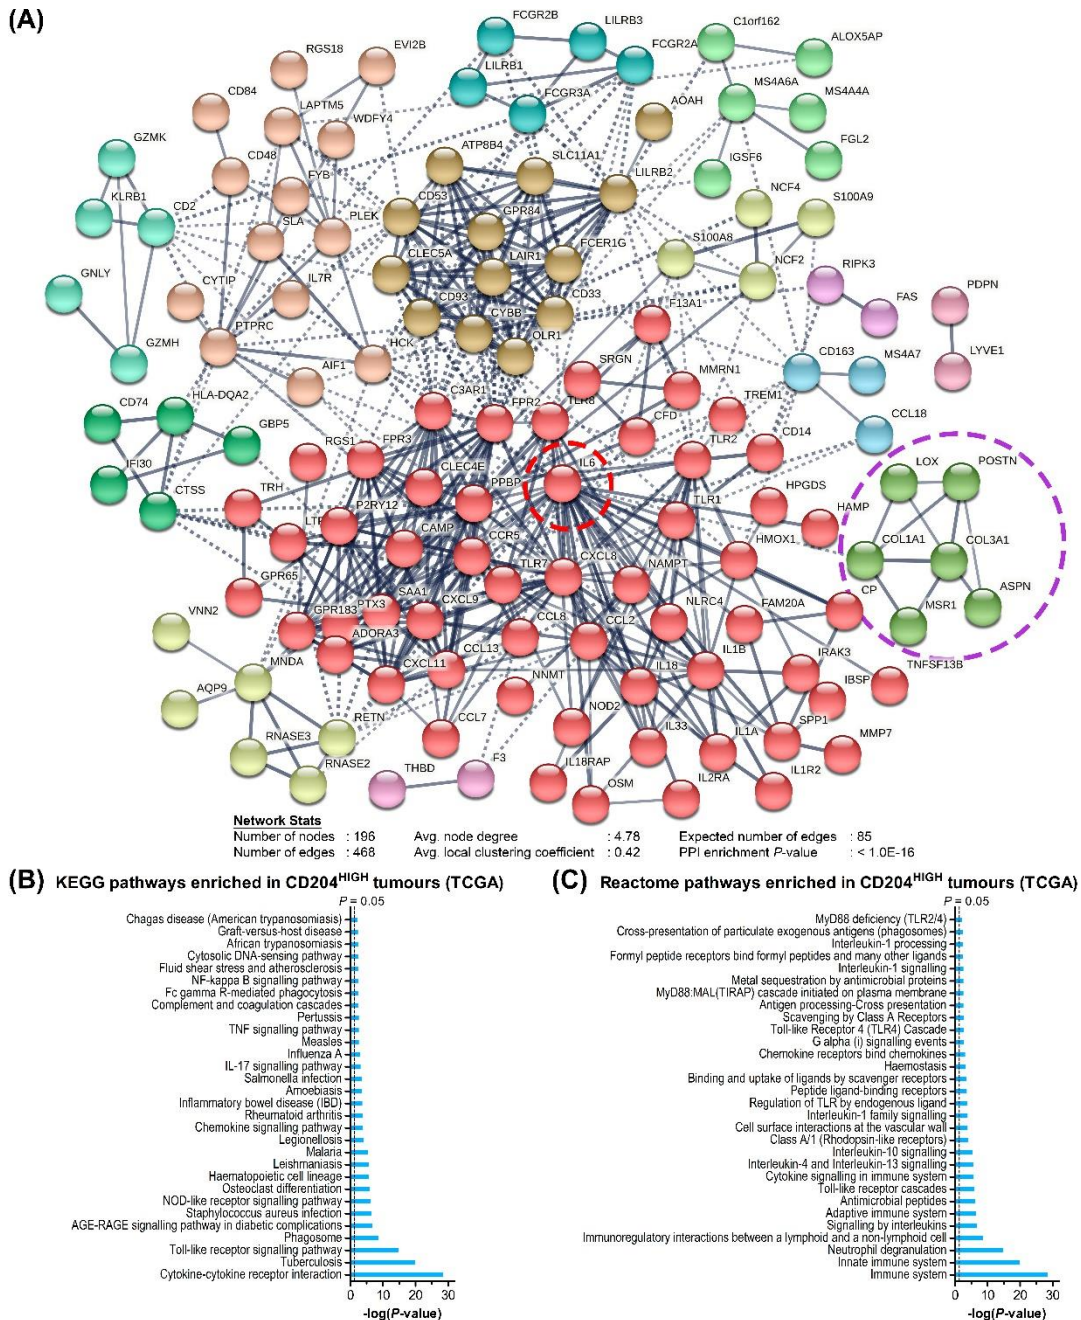 (A)
FCGR2B
LILRB3
C1orf162
RGS18
EVI2B
FCGR2A
ALOX5AP
LILRB1
MS4A6A
CD84
LAPTM5
FCGR3A
AOAH
MS4A4A
GZMK
WDFY4
ATP8B4
SLC11A1
FGL2
CD48
FYB
CD53
LILRB2
IGSF6
NCF4
KLRB1
CD2
SLA
PLEK
GPR84
S100A9
CLEC5A
LAIR1
FCER1G
S100A8
NCF2
GNLY
CYTIP
IL7R
CD93
CYBB
CD33
RIPK3
PTPRC
F13A1
FAS
PDPN
GZMH
HCK
OLR1
AIF1
SRGN
MMRN1
CD163
MS4A7
LYVE1
CD74
HLA-DQA2
C3AR1
FPR2
TLR8
TREM1
GBP5
RGS1
FPR3
CFD
TLR2
CD14
CCL18
IFI30
CLEC4E
IL6
LOX
POSTN
CTSS
TRH
P2RY12
PPBP
TLR1
HPGDS
HAMP
CAMP
CCR5
HMOX1
COL1A1
COL3A1
GPR65
TLR7
CXCL8
NAMPT
CP
ASPN
VNN2
GPR183
PTX3
SAA1
CXCL9
NLRC4
FAM20A
MSR1
ADORA3
CCL8
CCL2
IL1B
IRAK3
TNFSF13B
MNDA
CXCL11
CCL13
IL18
IBSP
AQP9
NNMT
NOD2
SPP1
RETN
CCL7
IL33
IL1A
MMP7
RNASE3
RNASE2
THBD
F3
IL18RAP
OSM
IL2RA
IL1R2
Network Stats
Number of nodes : 196 Avg. node degree : 4.78 Expected number of edges : 85
Number of edges : 468 Avg. local clustering coefficient : 0.42 PPI enrichment P-value : < 1.0E-16
(B) KEGG pathways enriched in CD204HIGH tumours (TCGA)
P = 0.05
Chagas disease (American trypanosomiasis)
Graft-versus-host disease
African trypanosomiasis
Cytosolic DNA-sensing pathway
Fluid shear stress and atherosclerosis
NF-kappa B signalling pathway
Fc gamma R-mediated phagocytosis
Complement and coagulation cascades
Pertussis
TNF signalling pathway
Measles
Influenza A
IL-17 signalling pathway
Salmonella infection
Amoebiasis
Inflammatory bowel disease (IBD)
Rheumatoid arthritis
Chemokine signalling pathway
Legionellosis
Malaria
Leishmaniasis
Haematopoietic cell lineage
Osteoclast differentiation
NOD-like receptor signalling pathway
Staphylococcus aureus infection
AGE-RAGE signalling pathway in diabetic complications
Phagosome
Toll-like receptor signalling pathway
Tuberculosis
Cytokine-cytokine receptor interaction
0 10 20 30
-log(P-value)
(C) Reactome pathways enriched in CD204HIGH tumours (TCGA)
P = 0.05
MyD88 deficiency (TLR2/4)
Cross-presentation of particulate exogenous antigens (phagosomes)
Interleukin-1 processing
Formyl peptide receptors bind formyl peptides and many other ligands
Interleukin-1 signalling
Metal sequestration by antimicrobial proteins
MyD88:MAL(TIRAP) cascade initiated on plasma membrane
Antigen processing-Cross presentation
Scavenging by Class A Receptors
Toll-like Receptor 4 (TLR4) Cascade
G alpha (i) signalling events
Chemokine receptors bind chemokines
Haemostasis
Binding and uptake of ligands by scavenger receptors
Peptide ligand-binding receptors
Regulation of TLR by endogenous ligand
Interleukin-1 family signalling
Cell surface interactions at the vascular wall
Class A/1 (Rhodopsin-like receptors)
Interleukin-10 signalling
Interleukin-4 and Interleukin-13 signalling
Cytokine signalling in immune system
Toll-like receptor cascades
Antimicrobial peptides
Adaptive immune system
Signalling by interleukins
Immunoregulatory interactions between a lymphoid and a non-lymphoid cell
Neutrophil degranulation
Innate immune system
Immune system
0 10 20 30
-log(P-value)